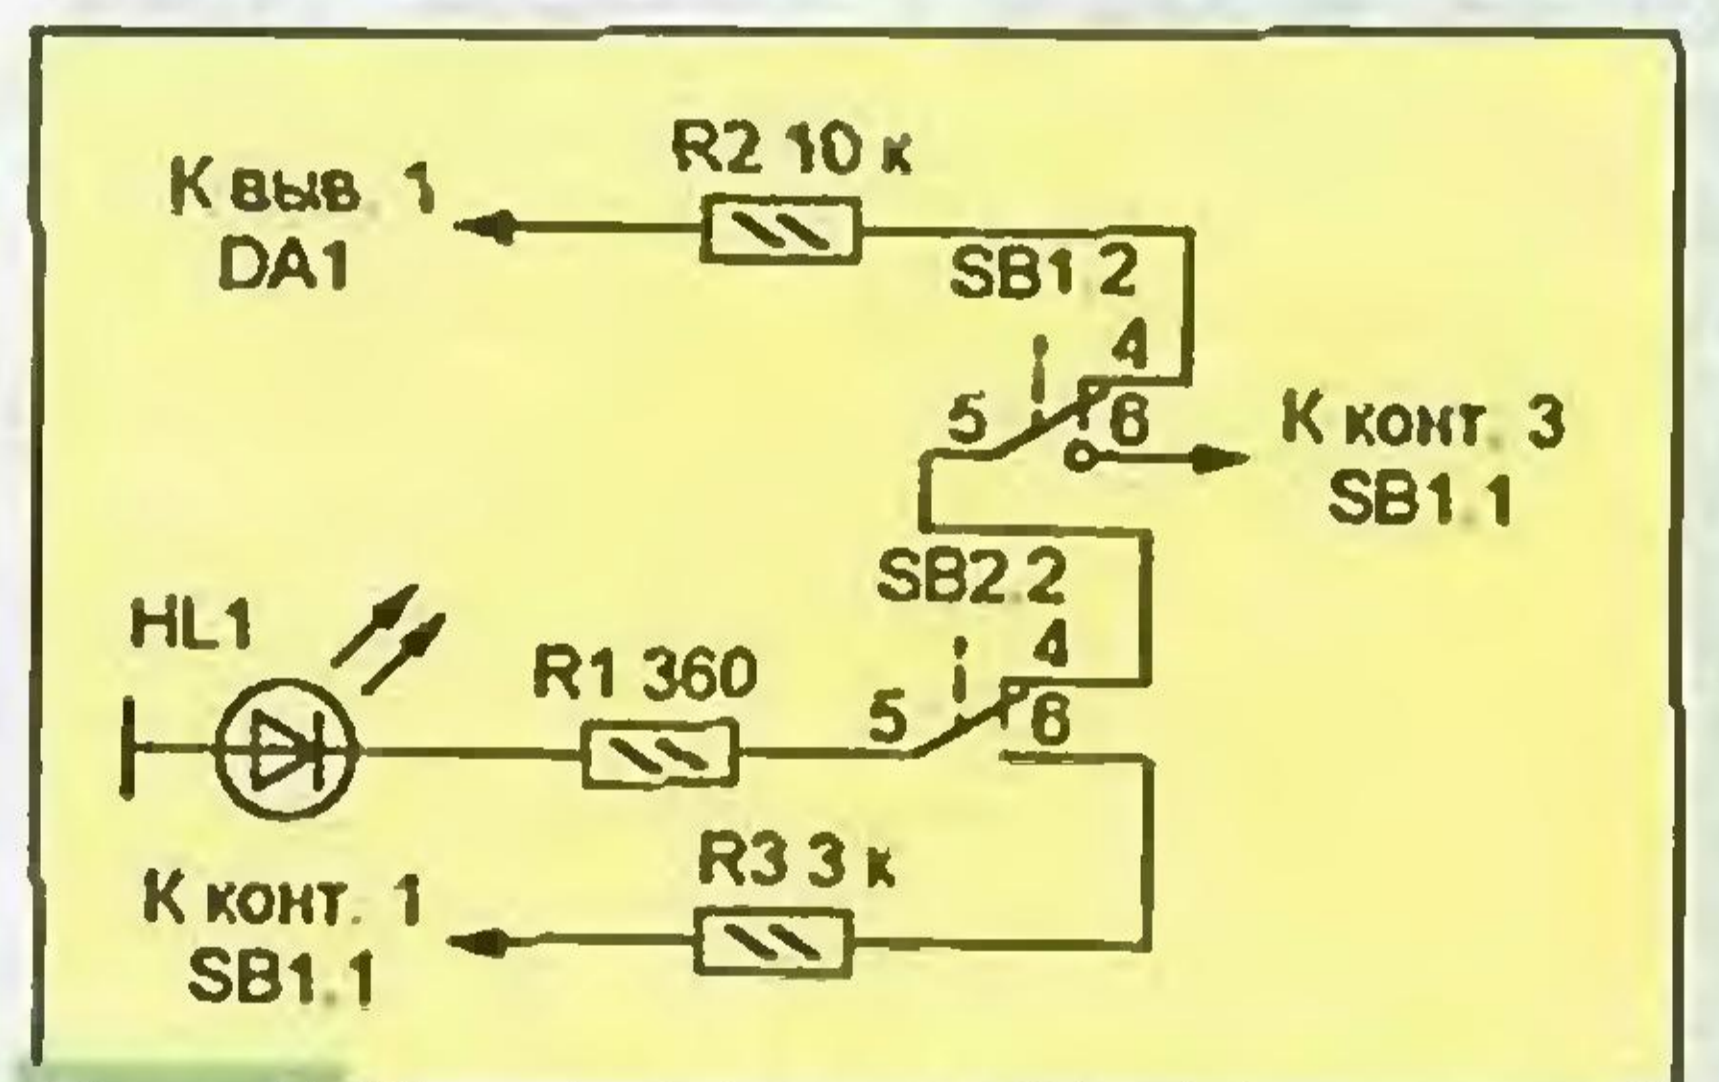 R2 10 к
К выв. 1
DA1
SB1.2
4
5
6
К конт. 3
SB1.1
SB2.2
4
HL1
R1 360
5
6
R3 3 к
К конт. 1
SB1.1